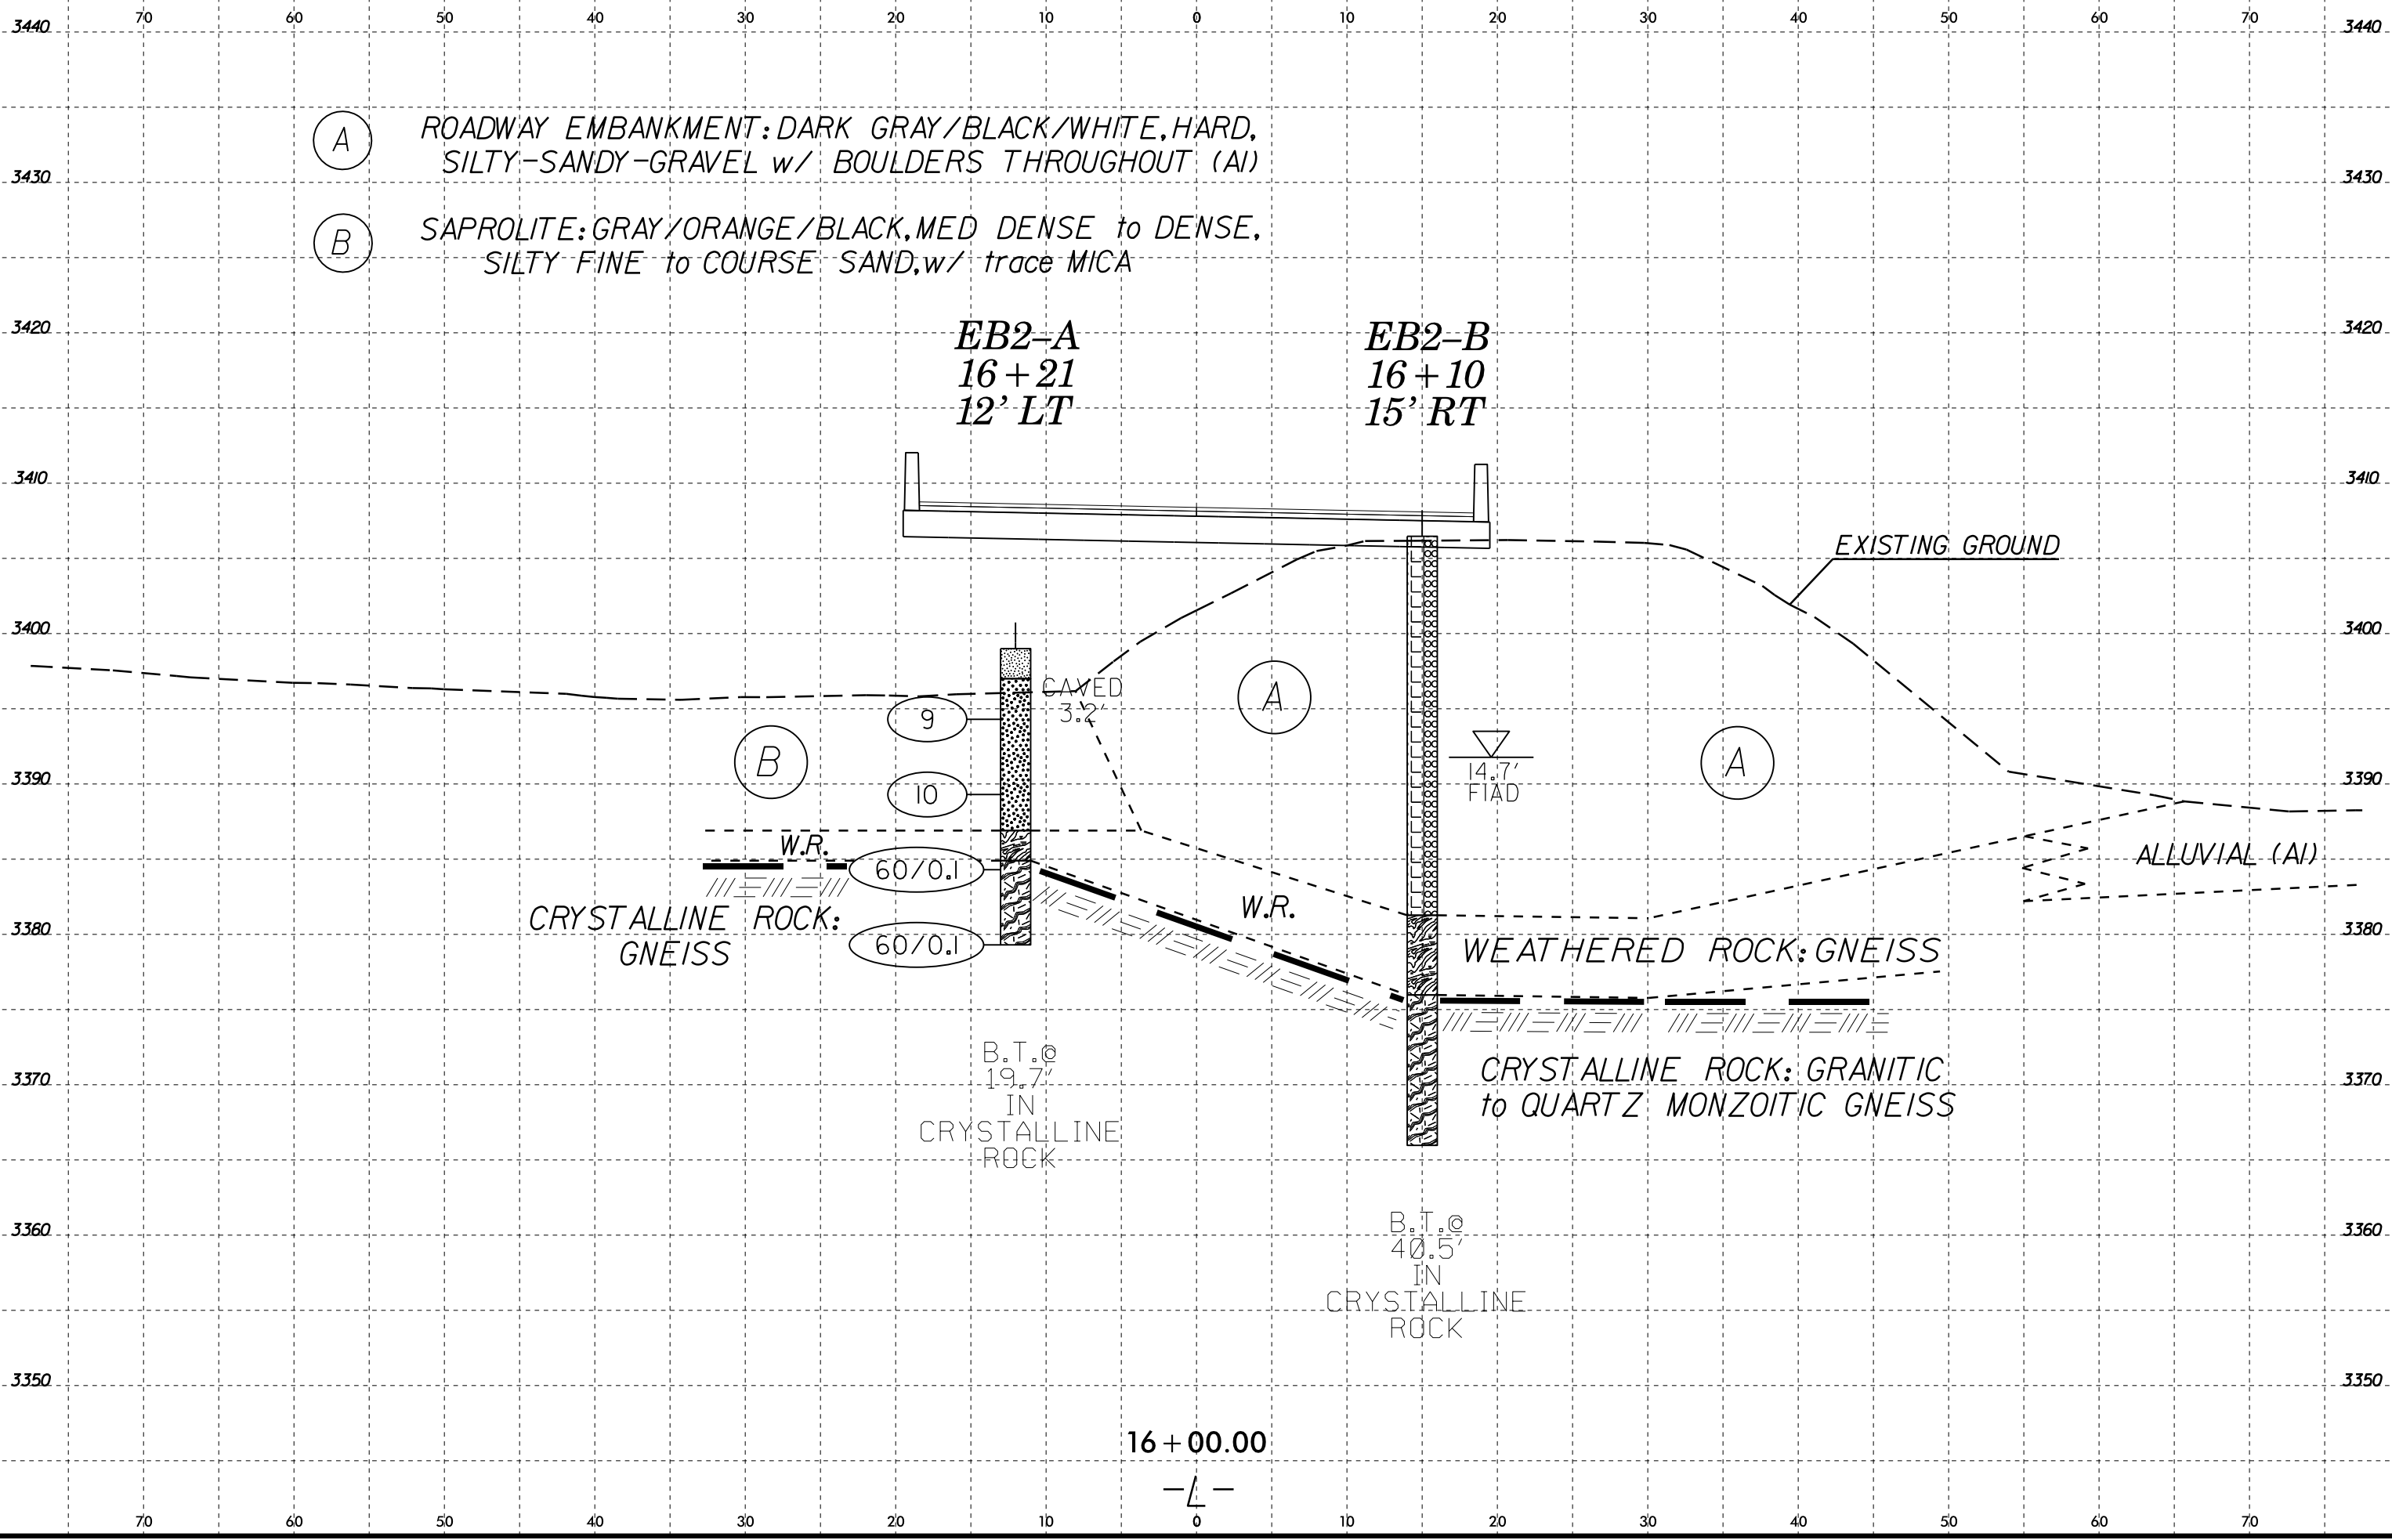 70 60 50 40 30 20 10 0 10 20 30 40 50 60 70
3440 3440
A ROADWAY EMBANKMENT: DARK GRAY/BLACK/WHITE, HARD,
SILTY-SANDY-GRAVEL w/ BOULDERS THROUGHOUT (A1)
3430 3430
B SAPROLITE: GRAY/ORANGE/BLACK, MED DENSE to DENSE,
SILTY FINE to COURSE SAND, w/ trace MICA
3420 3420
EB2-A
16+21
12' LT
EB2-B
16+10
15' RT
3410 3410
EXISTING GROUND
3400 3400
CAVED
3.2'
9
A
B
14.7'
FIAD
A
3390 3390
10
W.R.
60/0.1
ALLUVIAL (A1)
CRYSTALLINE ROCK:
GNEISS
W.R.
3380 3380
60/0.1
WEATHERED ROCK: GNEISS
B.T.@
19.7'
IN
CRYSTALLINE
ROCK
3370 3370
CRYSTALLINE ROCK: GRANITIC
to QUARTZ MONZOITIC GNEISS
3360 3360
B.T.@
40.5'
IN
CRYSTALLINE
ROCK
3350 3350
16+00.00
-L-
70 60 50 40 30 20 10 0 10 20 30 40 50 60 70